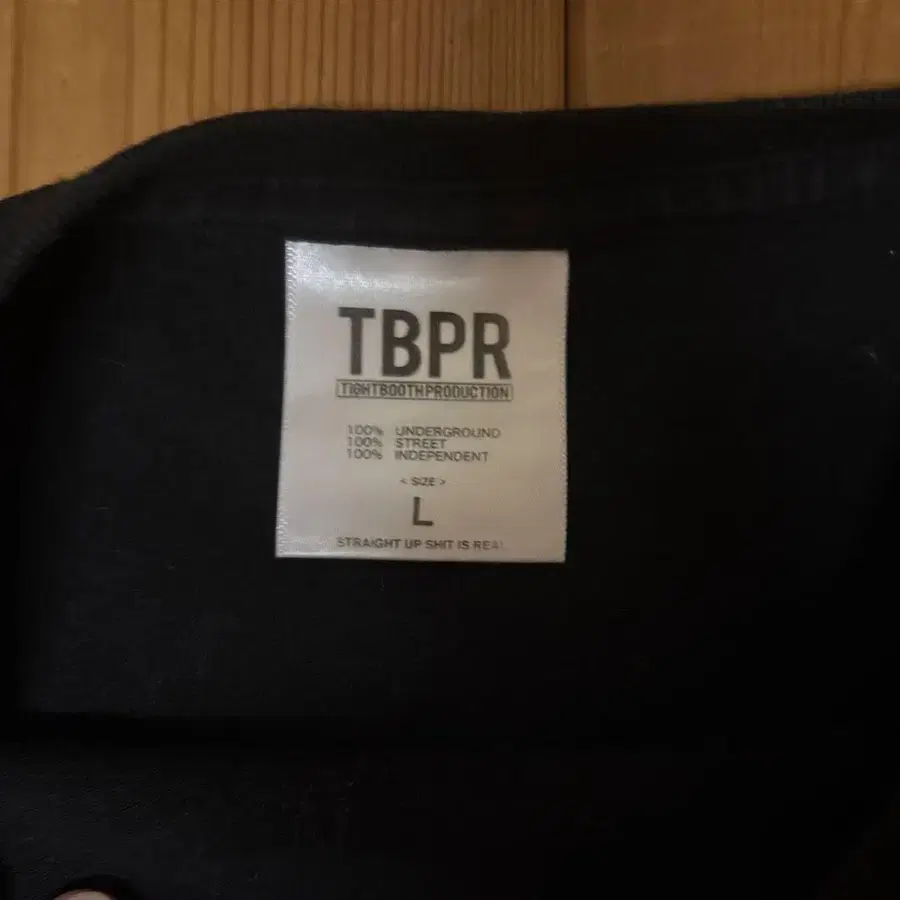 TBPR
TIGHTBOOTHPRODUCTION
100% UNDERGROUND
100% STREET
100% INDEPENDENT
< SIZE >
L
STRAIGHT UP SHIT IS REAL